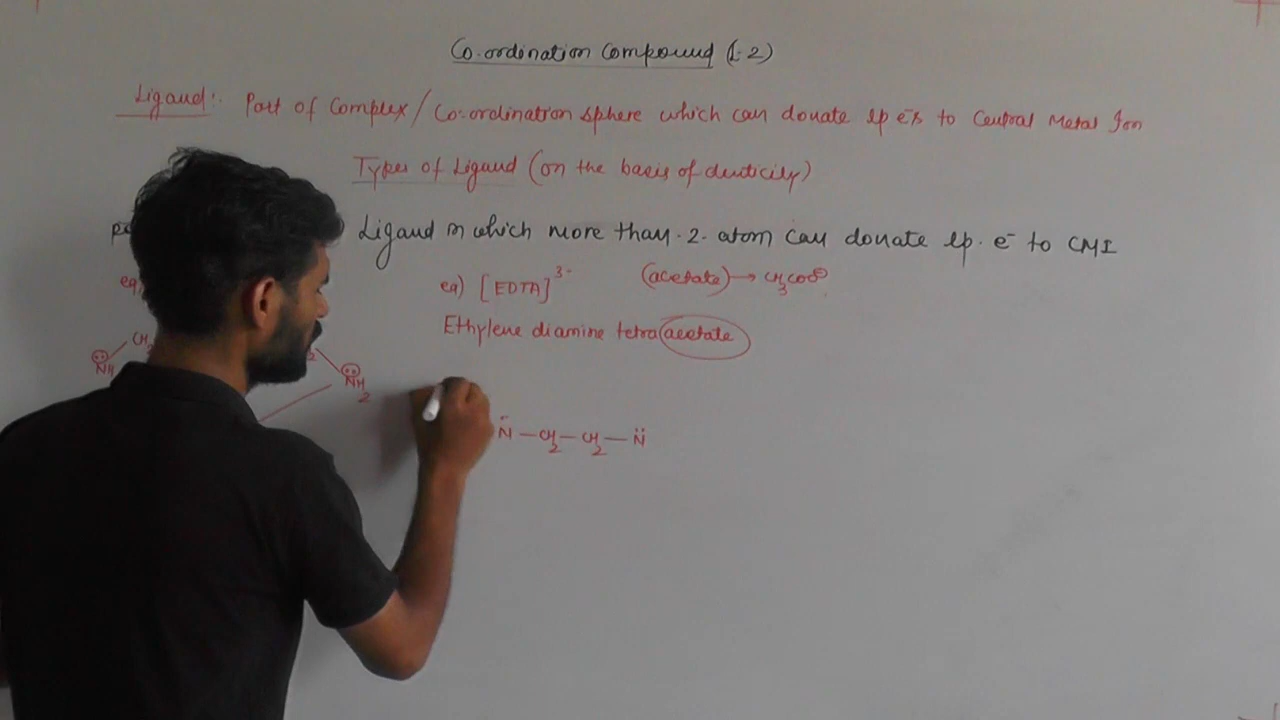 Co-ordination Compound (L-2)
Ligand:- Part of Complex/Co-ordination sphere which can donate lp e⁻s to Central Metal Ion
Types of Ligand (on the basis of denticity)
Ligand in which more than 2 atom can donate lp. e⁻ to CMI
eg) [EDTA]³⁻ (acetate) → CH₃COO⊖
Ethylene diamine tetra acetate
CH₂
NH₂
N̈ — CH₂ — CH₂ — N̈